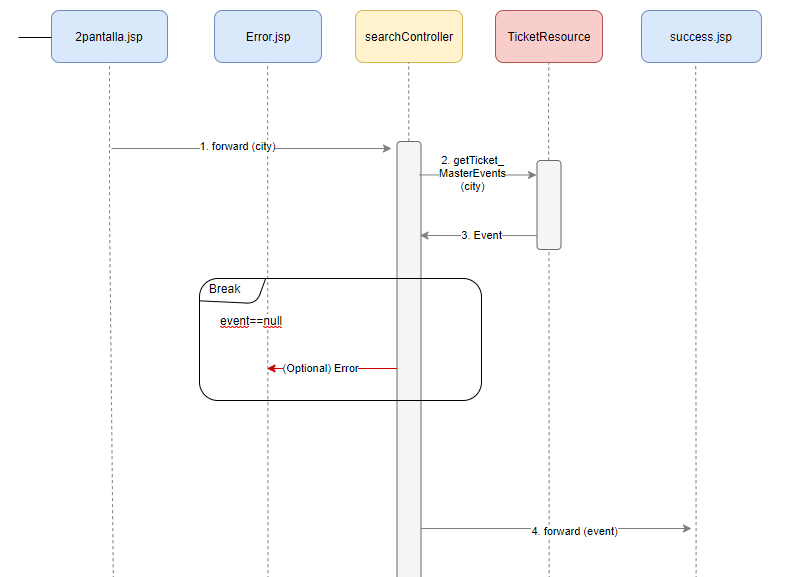 2pantalla.jsp
Error.jsp
searchController
TicketResource
success.jsp
1. forward (city)
2. getTicket_
MasterEvents
(city)
3. Event
Break
event==null
(Optional) Error
4. forward (event)